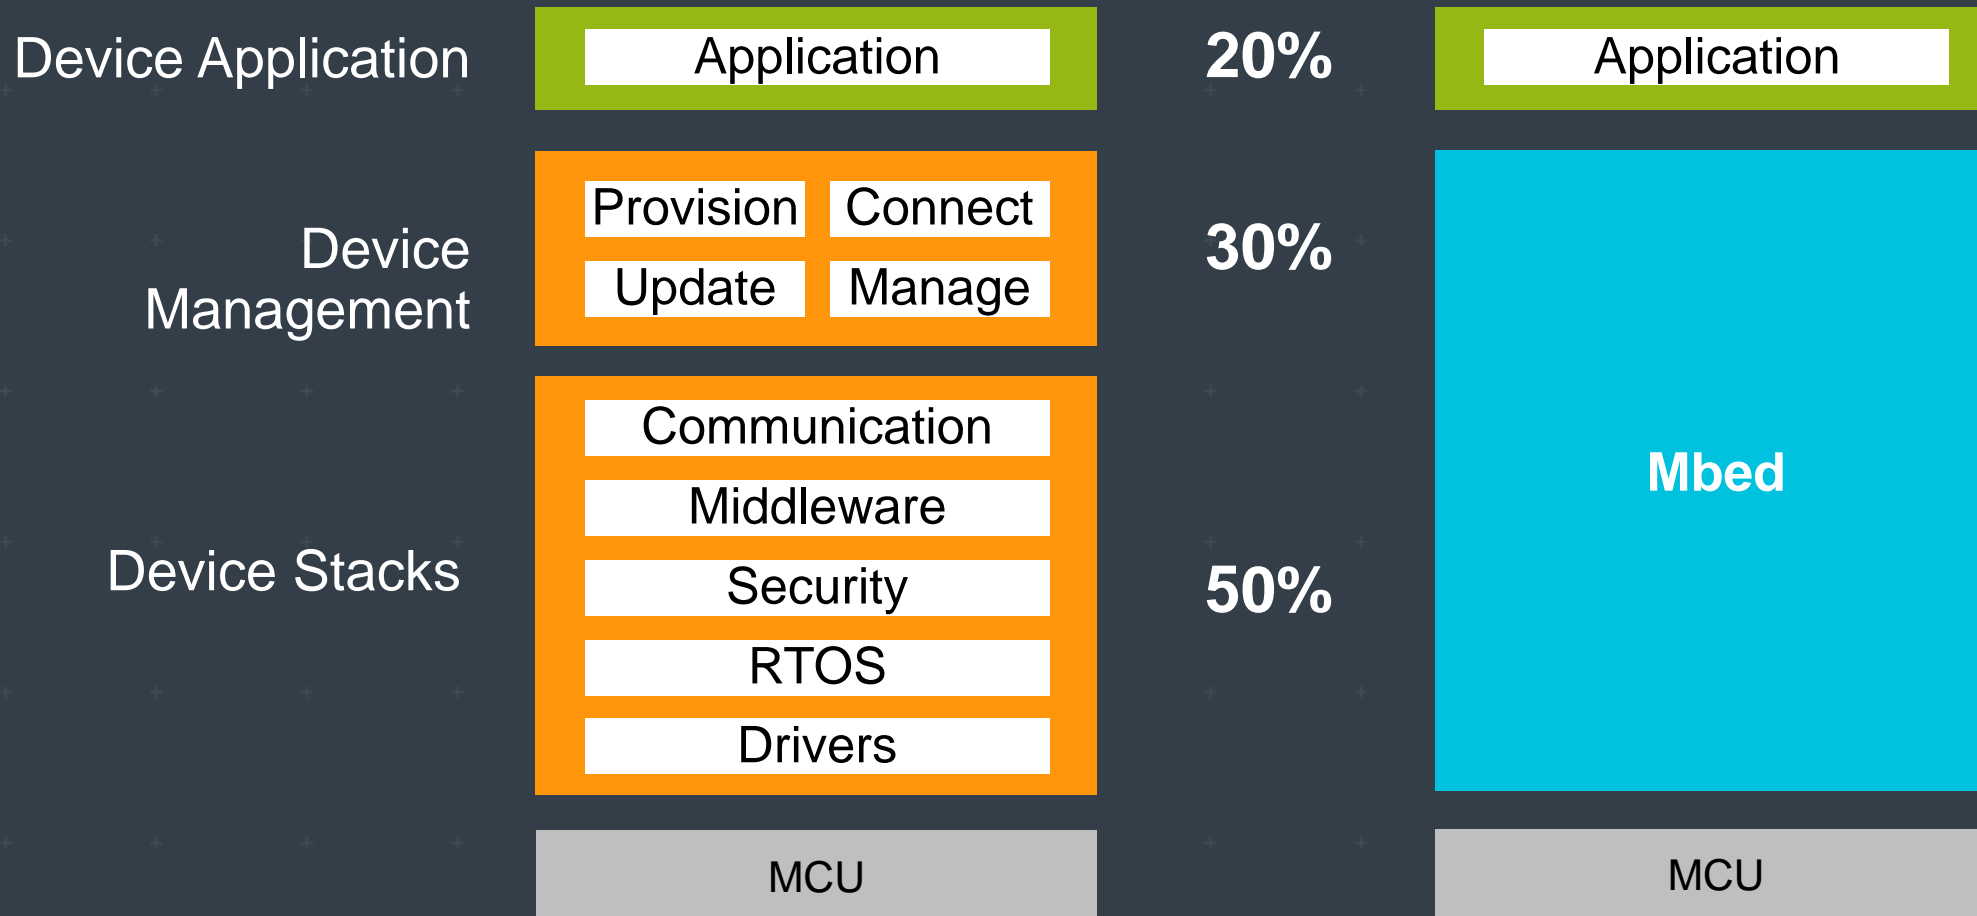 Device Application
Application
20%
Application
Device
Management
Provision
Connect
Update
Manage
30%
Device Stacks
Communication
Middleware
Security
RTOS
Drivers
50%
Mbed
MCU
MCU